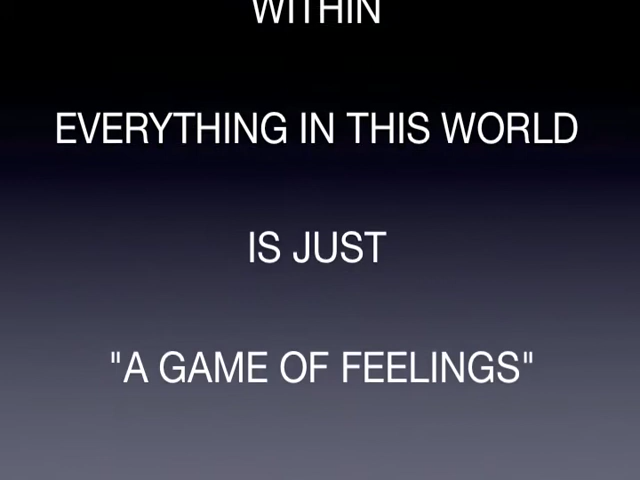 WITHIN
EVERYTHING IN THIS WORLD
IS JUST
"A GAME OF FEELINGS"